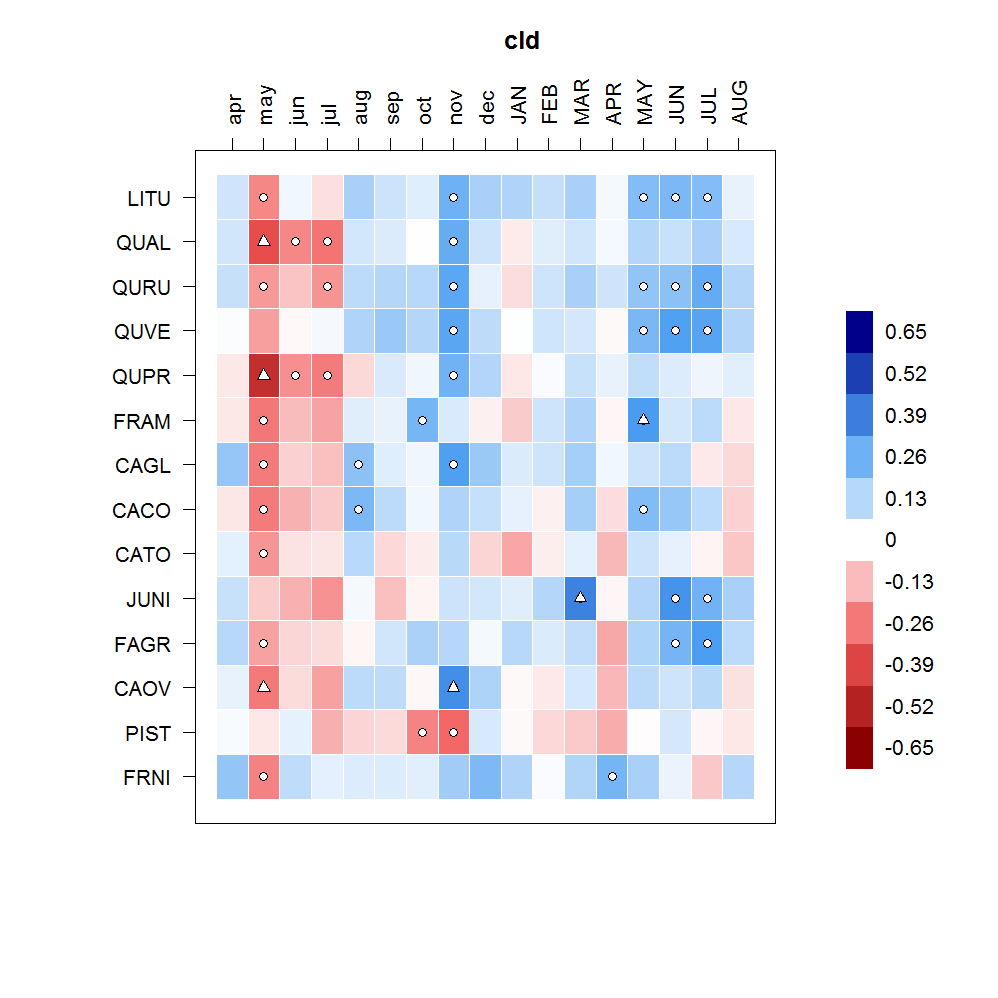 cld
apr may jun jul aug sep oct nov dec JAN FEB MAR APR MAY JUN JUL AUG
LITU
QUAL
QURU
QUVE
QUPR
FRAM
CAGL
CACO
CATO
JUNI
FAGR
CAOV
PIST
FRNI
0.65
0.52
0.39
0.26
0.13
0
-0.13
-0.26
-0.39
-0.52
-0.65